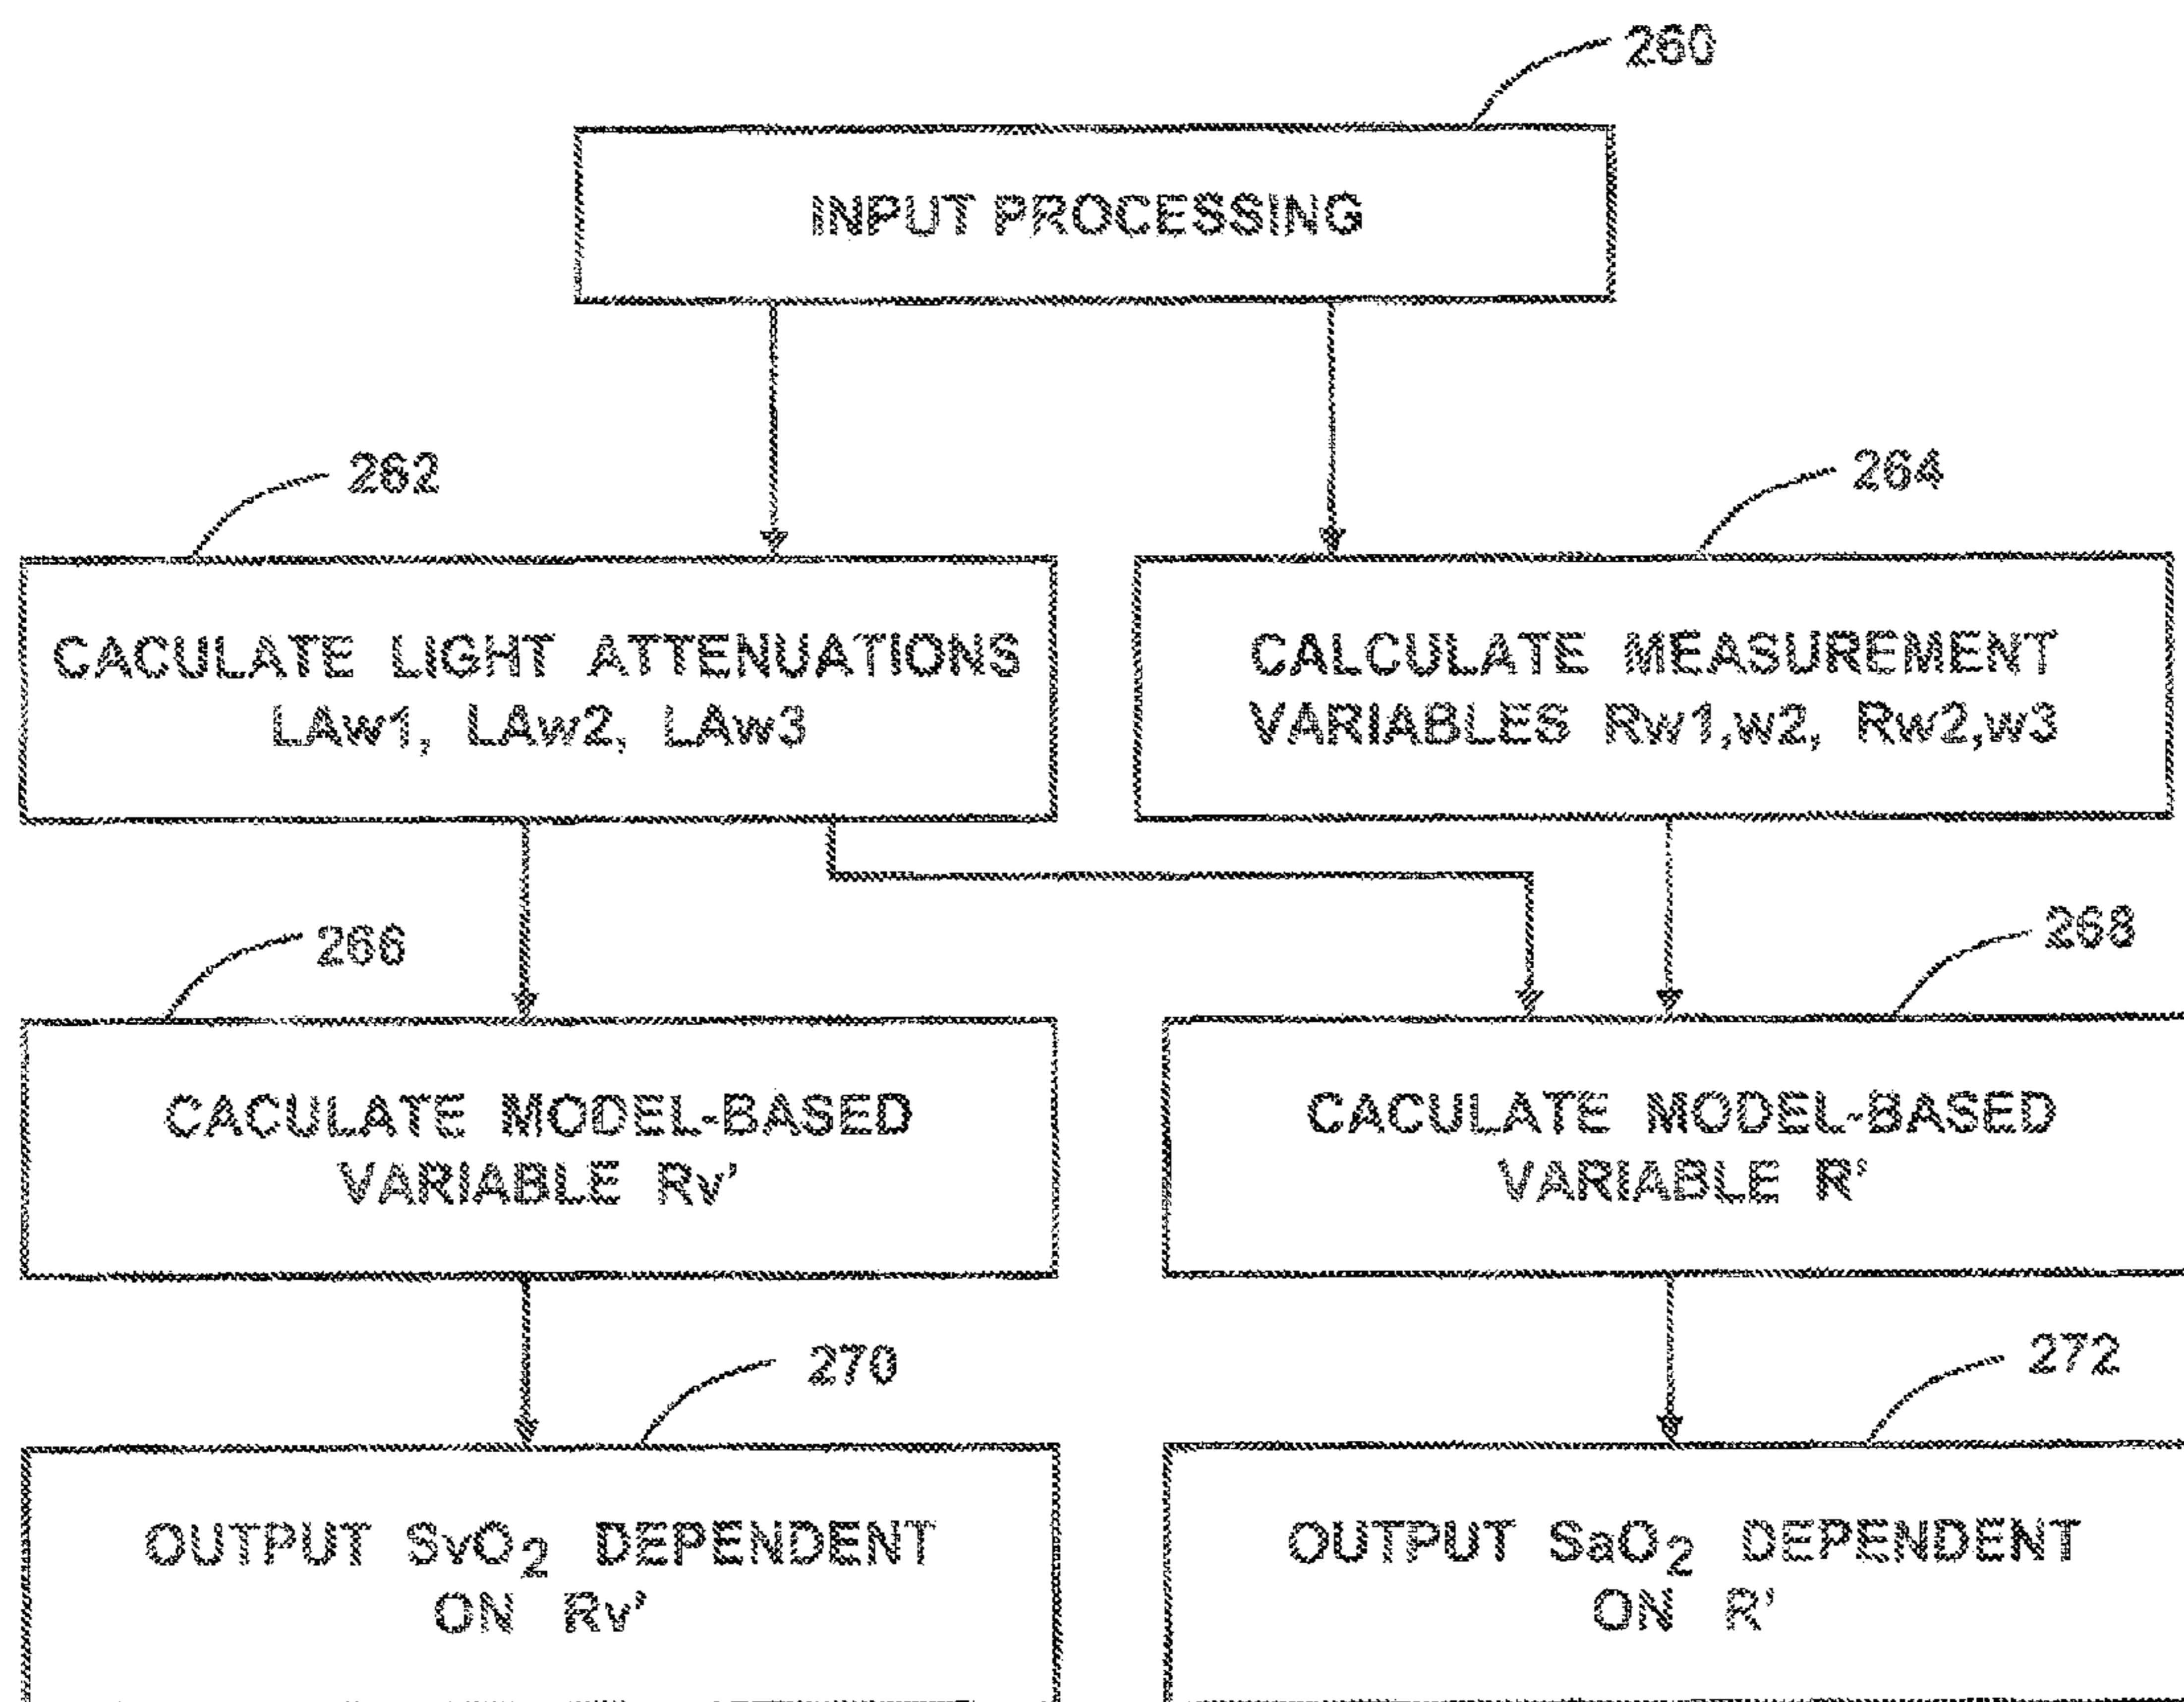 260
INPUT PROCESSING
262
264
CACULATE LIGHT ATTENUATIONS
LAw1, LAw2, LAw3
CALCULATE MEASUREMENT
VARIABLES Rw1,w2, Rw2,w3
266
268
CACULATE MODEL-BASED
VARIABLE Rv'
CACULATE MODEL-BASED
VARIABLE R'
270
272
OUTPUT SvO2 DEPENDENT
ON Rv'
OUTPUT SaO2 DEPENDENT
ON R'